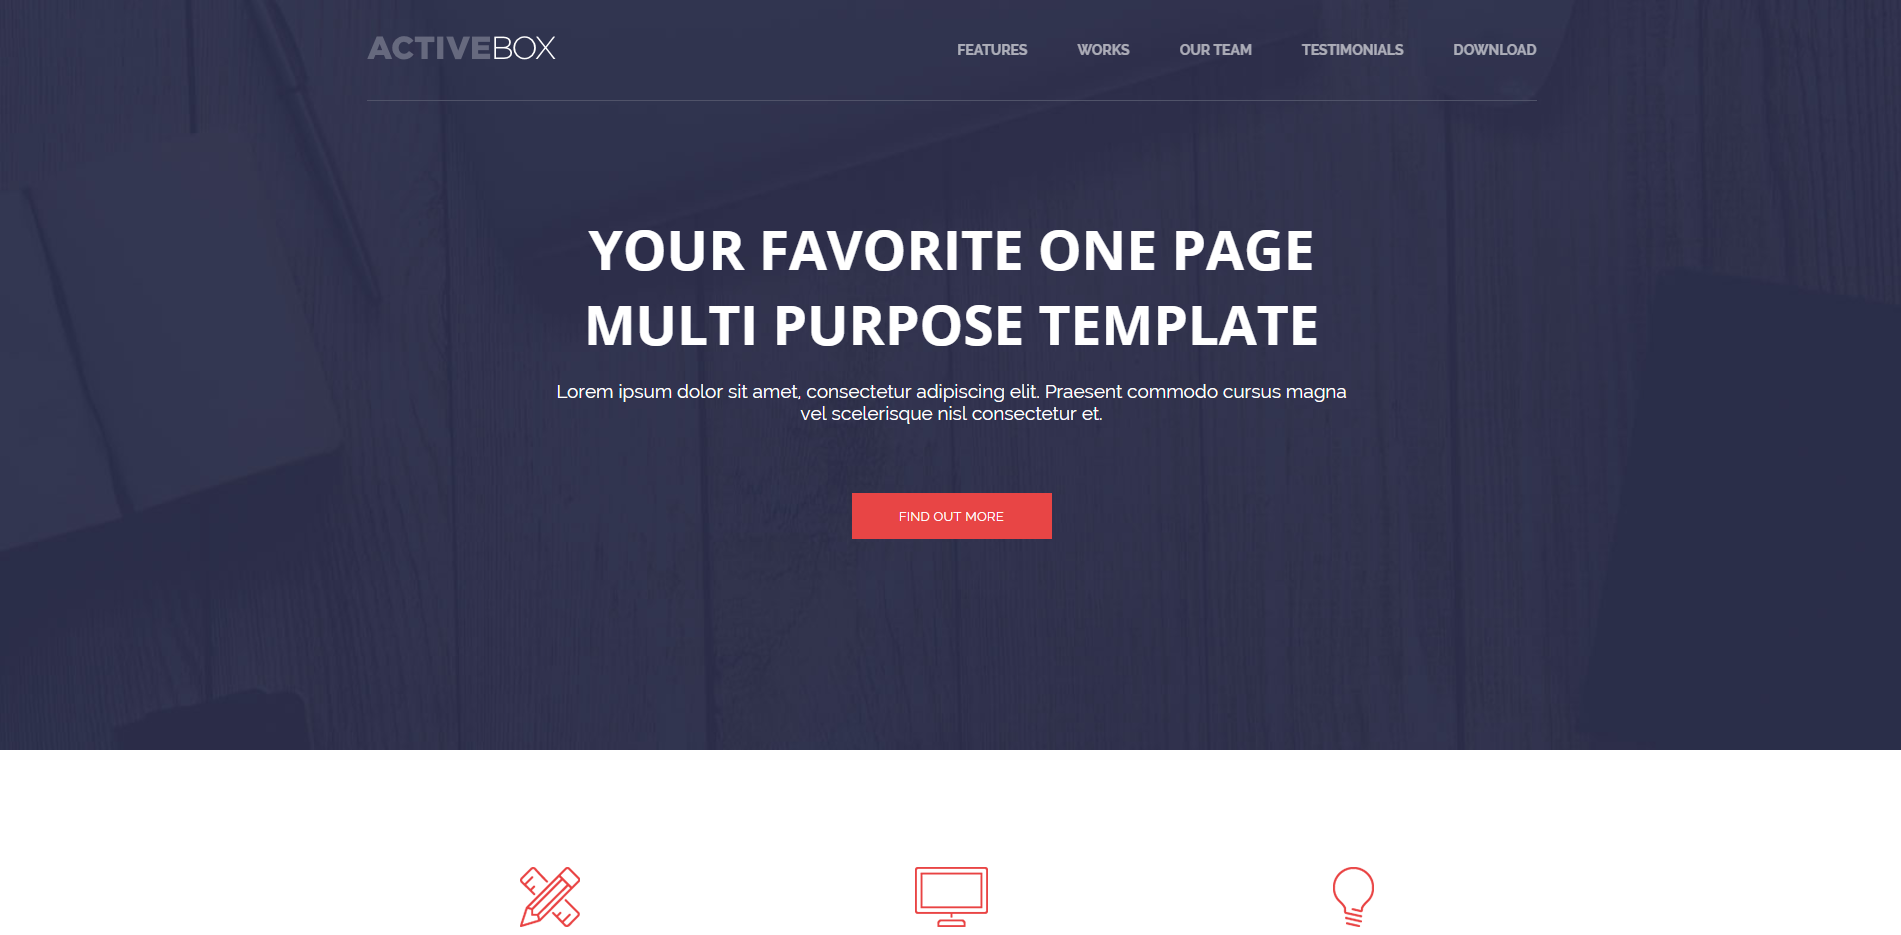 ACTIVEBOX
FEATURES WORKS OUR TEAM TESTIMONIALS DOWNLOAD
YOUR FAVORITE ONE PAGE
MULTI PURPOSE TEMPLATE
Lorem ipsum dolor sit amet, consectetur adipiscing elit. Praesent commodo cursus magna
vel scelerisque nisl consectetur et.
FIND OUT MORE